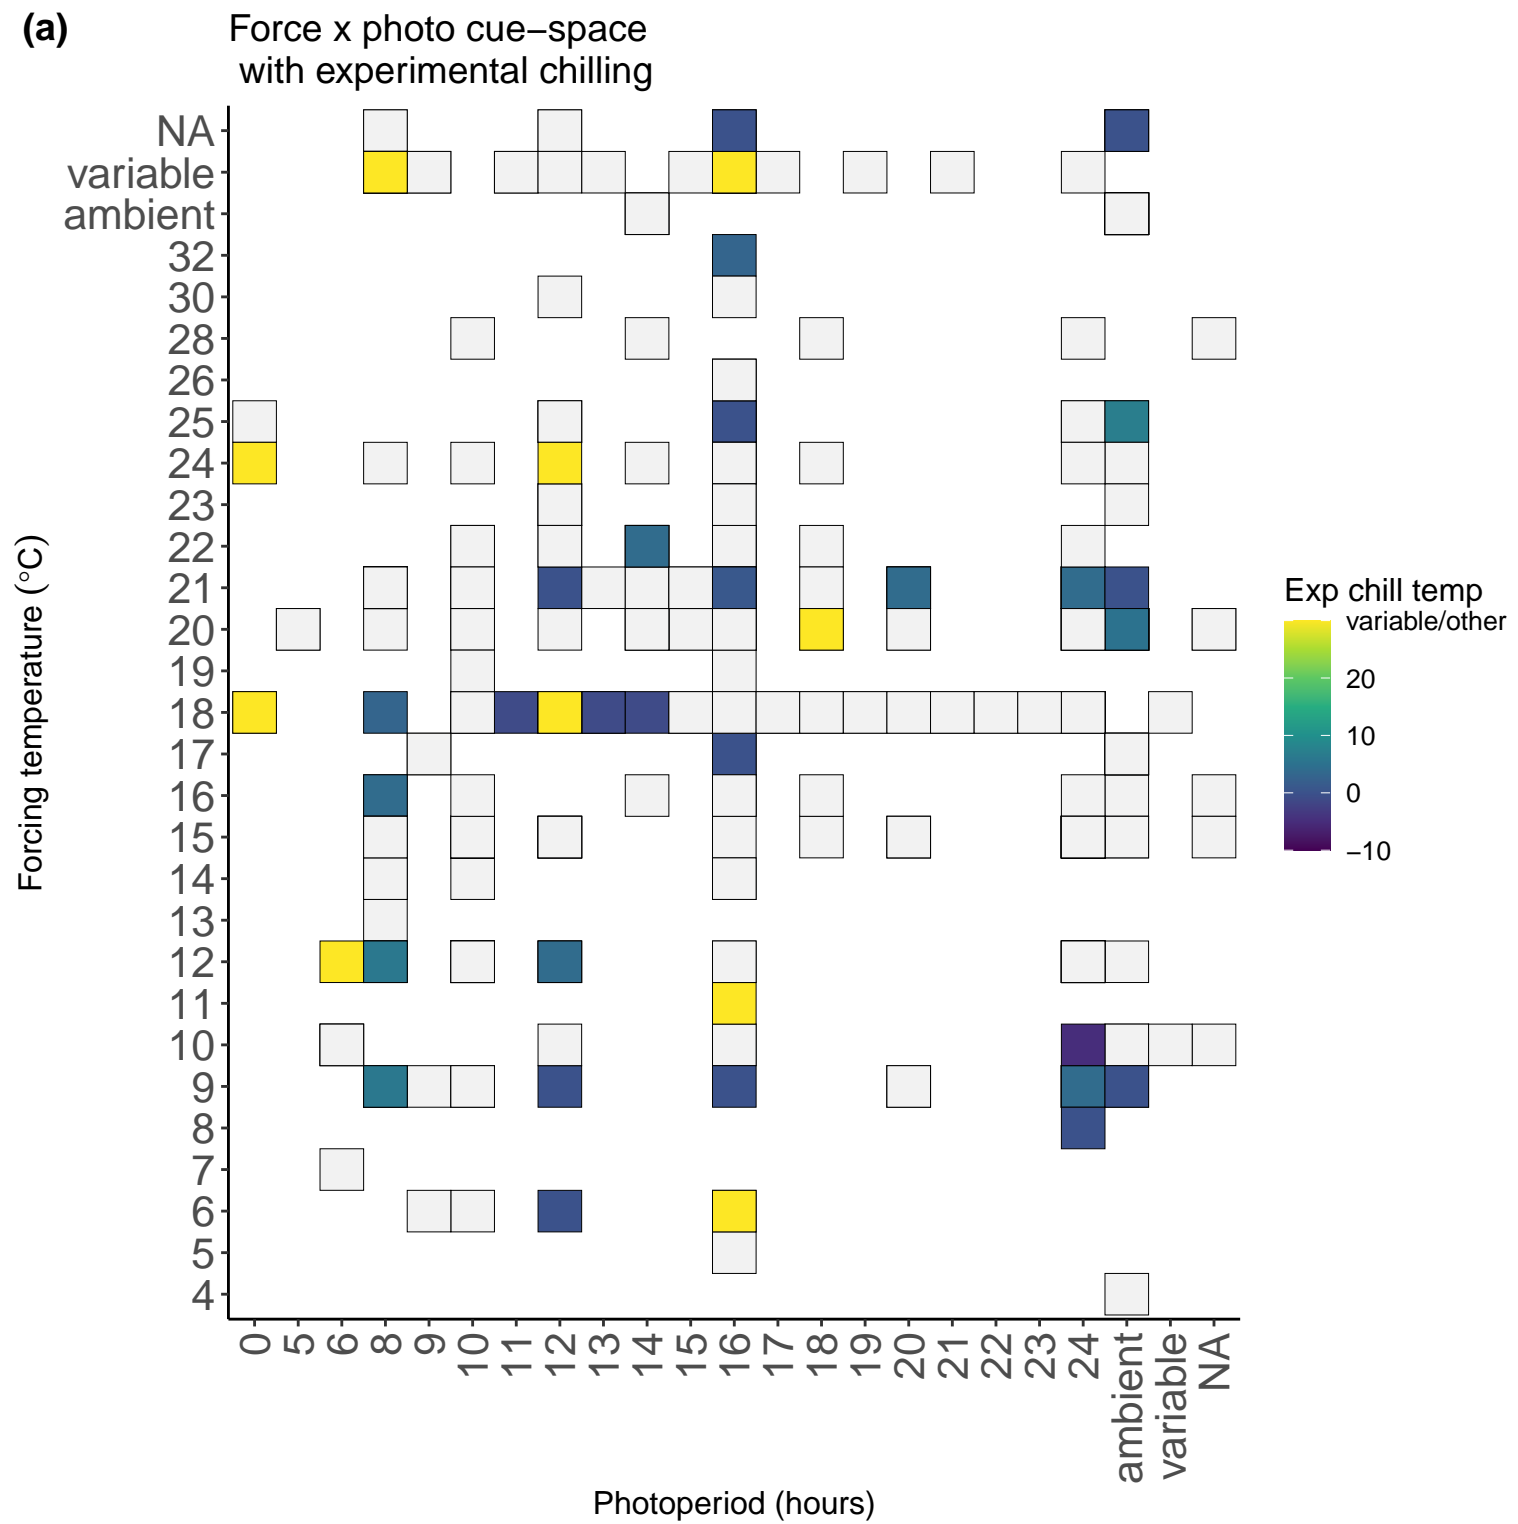 (a)
Force x photo cue–space
with experimental chilling
NA
variable
ambient
32
30
28
26
25
24
23
22
21
20
19
18
17
16
15
14
13
12
11
10
9
8
7
6
5
4
Forcing temperature (°C)
0 5 6 8 9 10 11 12 13 14 15 16 17 18 19 20 21 22 23 24 ambient variable NA
Photoperiod (hours)
Exp chill temp
variable/other
20
10
0
–10